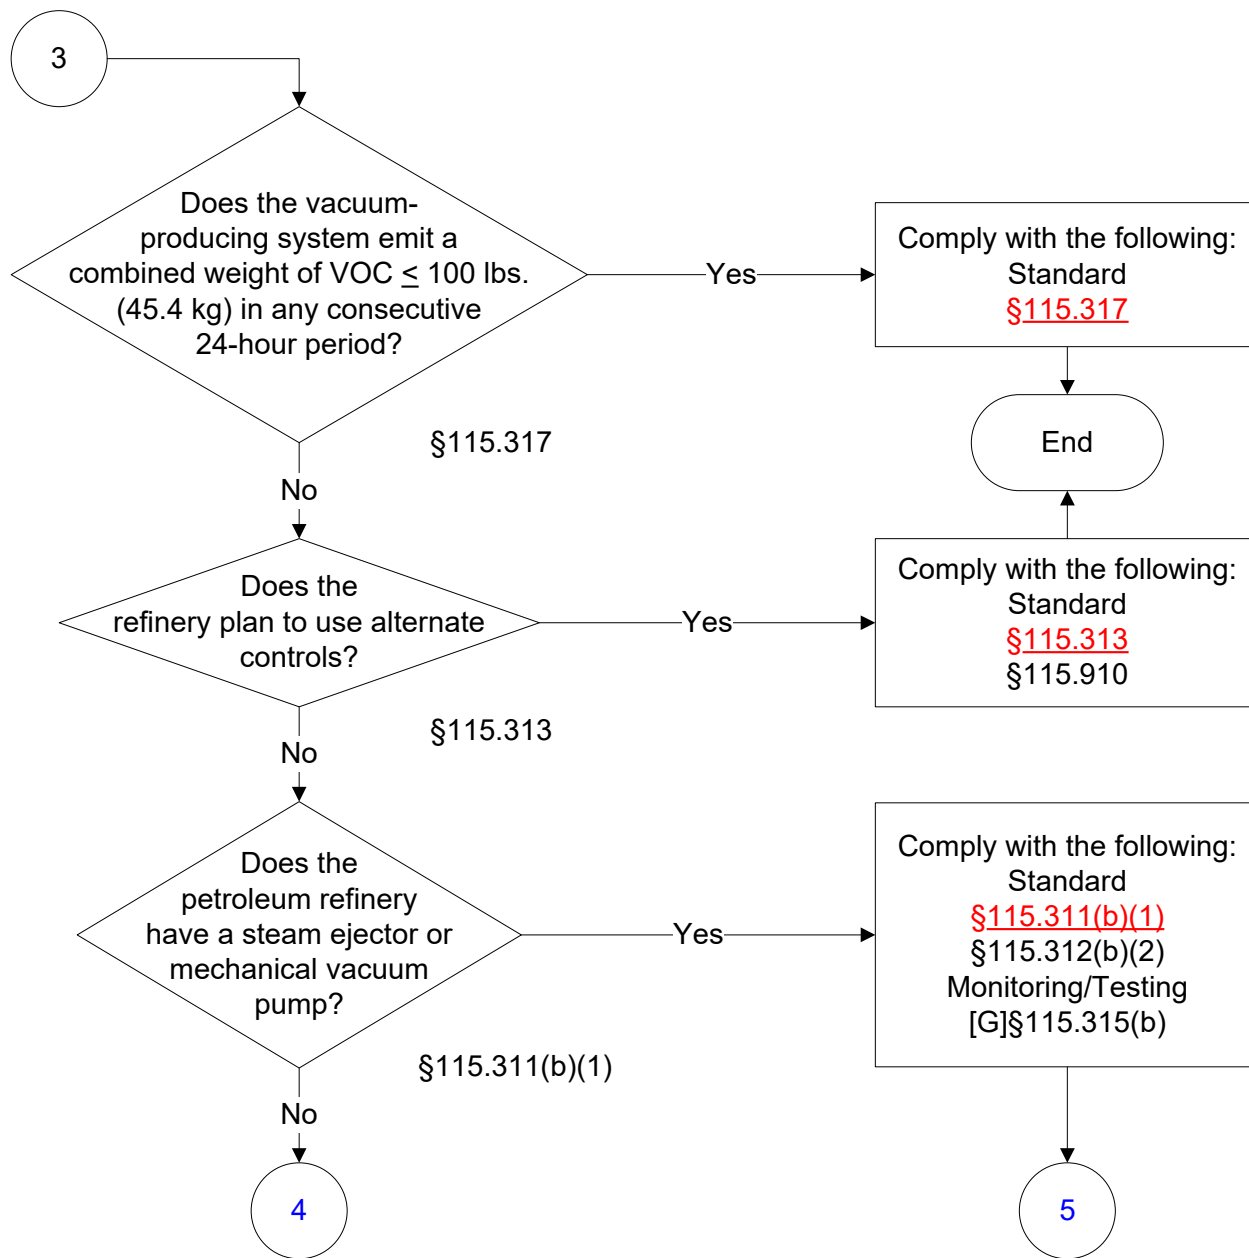 3
Does the vacuum-
producing system emit a
combined weight of VOC ≤ 100 lbs.
(45.4 kg) in any consecutive
24-hour period?
Yes
Comply with the following:
Standard
§115.317
§115.317
End
No
Does the
refinery plan to use alternate
controls?
Yes
Comply with the following:
Standard
§115.313
§115.910
§115.313
No
Does the
petroleum refinery
have a steam ejector or
mechanical vacuum
pump?
Yes
Comply with the following:
Standard
§115.311(b)(1)
§115.312(b)(2)
Monitoring/Testing
[G]§115.315(b)
§115.311(b)(1)
No
4
5